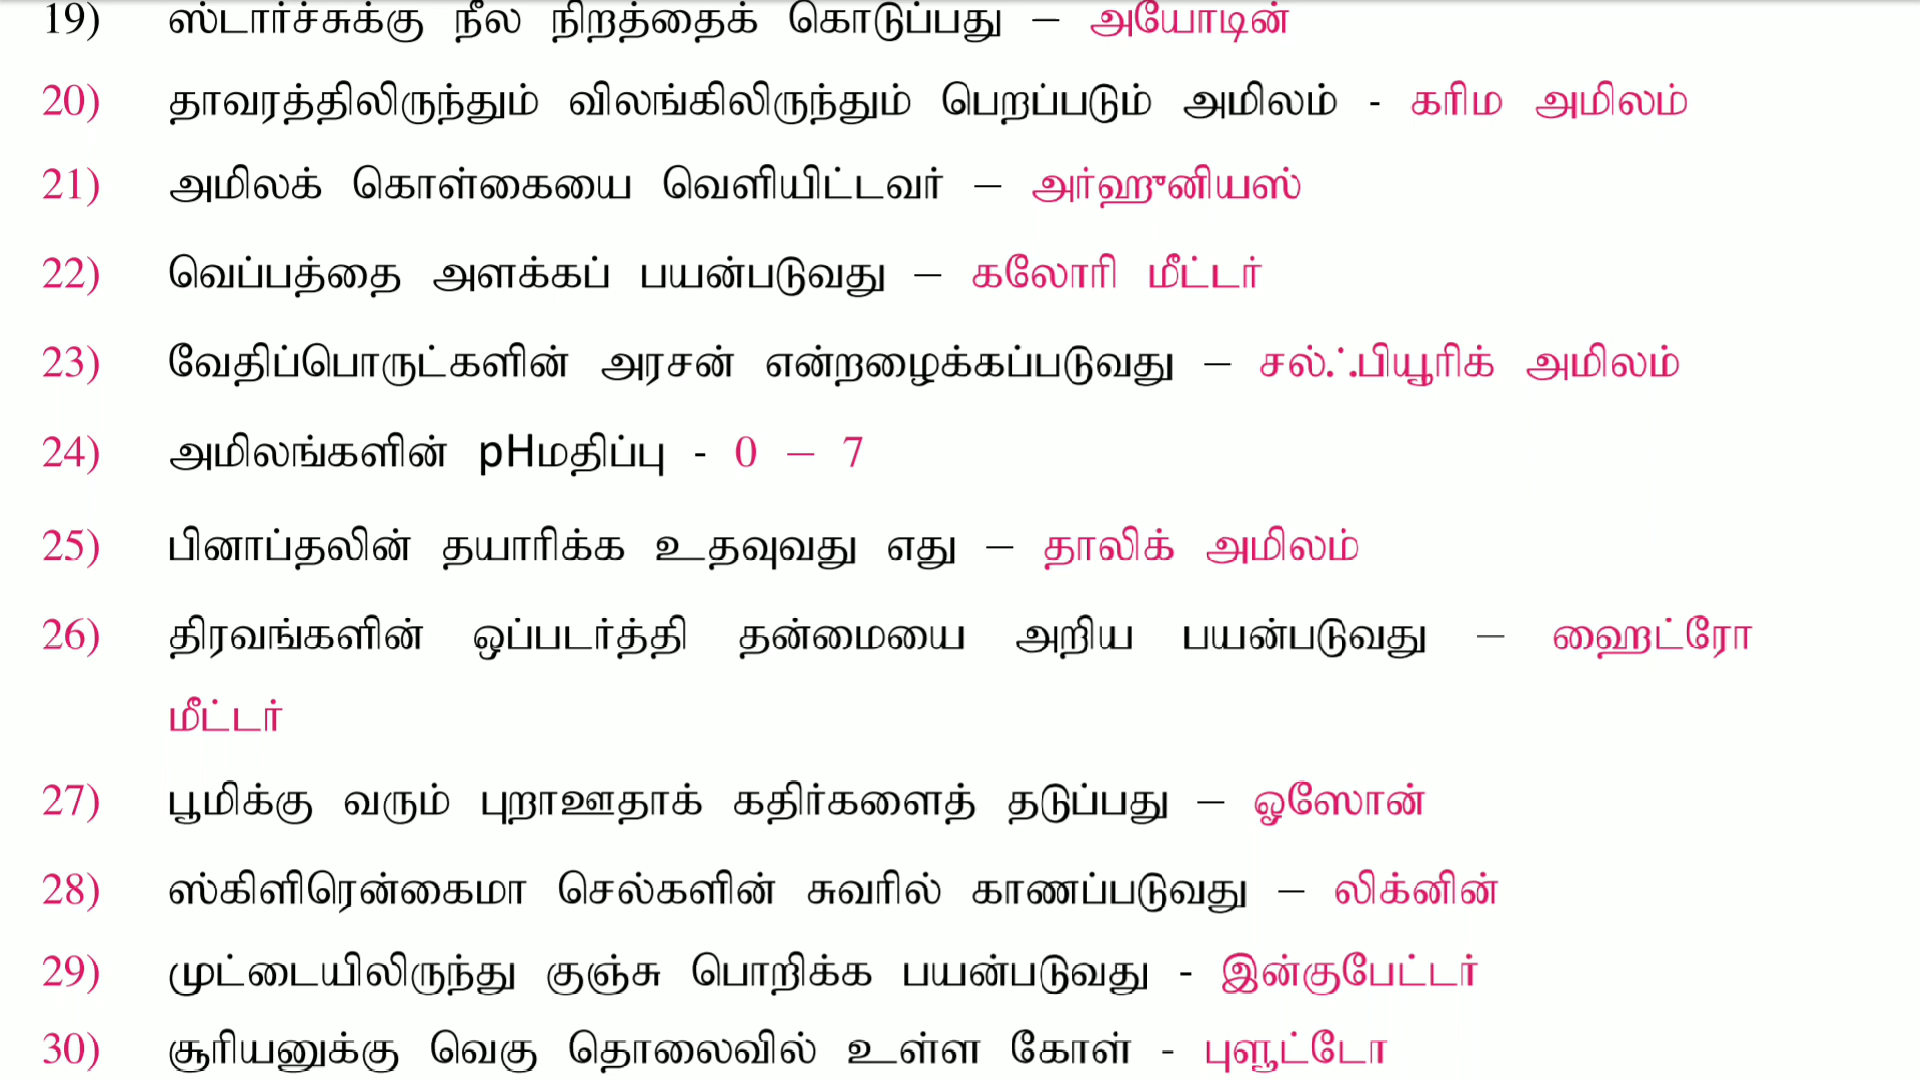 19) ஸ்டார்ச்சுக்கு நீல நிறத்தைக் கொடுப்பது – அயோடின்
20) தாவரத்திலிருந்தும் விலங்கிலிருந்தும் பெறப்படும் அமிலம் - கரிம அமிலம்
21) அமிலக் கொள்கையை வெளியிட்டவர் – அர்ஹுனியஸ்
22) வெப்பத்தை அளக்கப் பயன்படுவது – கலோரி மீட்டர்
23) வேதிப்பொருட்களின் அரசன் என்றழைக்கப்படுவது – சல்ஃபியூரிக் அமிலம்
24) அமிலங்களின் pHமதிப்பு - 0 – 7
25) பினாப்தலின் தயாரிக்க உதவுவது எது – தாலிக் அமிலம்
26) திரவங்களின் ஒப்படர்த்தி தன்மையை அறிய பயன்படுவது – ஹைட்ரோ
மீட்டர்
27) பூமிக்கு வரும் புறாஊதாக் கதிர்களைத் தடுப்பது – ஓஸோன்
28) ஸ்கிளிரென்கைமா செல்களின் சுவரில் காணப்படுவது – லிக்னின்
29) முட்டையிலிருந்து குஞ்சு பொறிக்க பயன்படுவது - இன்குபேட்டர்
30) சூரியனுக்கு வெகு தொலைவில் உள்ள கோள் - புளூட்டோ